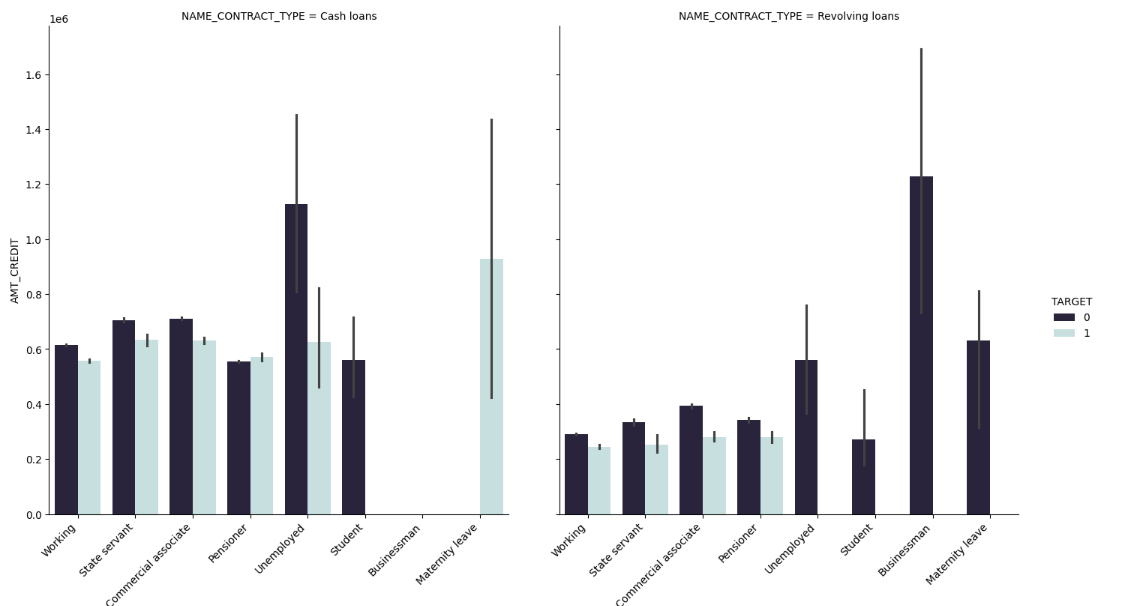 NAME_CONTRACT_TYPE = Cash loans
NAME_CONTRACT_TYPE = Revolving loans
1e6
1.6
1.4
1.2
1.0
0.8
0.6
0.4
0.2
0.0
AMT_CREDIT
Working
State servant
Commercial associate
Pensioner
Unemployed
Student
Businessman
Maternity leave
Working
State servant
Commercial associate
Pensioner
Unemployed
Student
Businessman
Maternity leave
TARGET
0
1